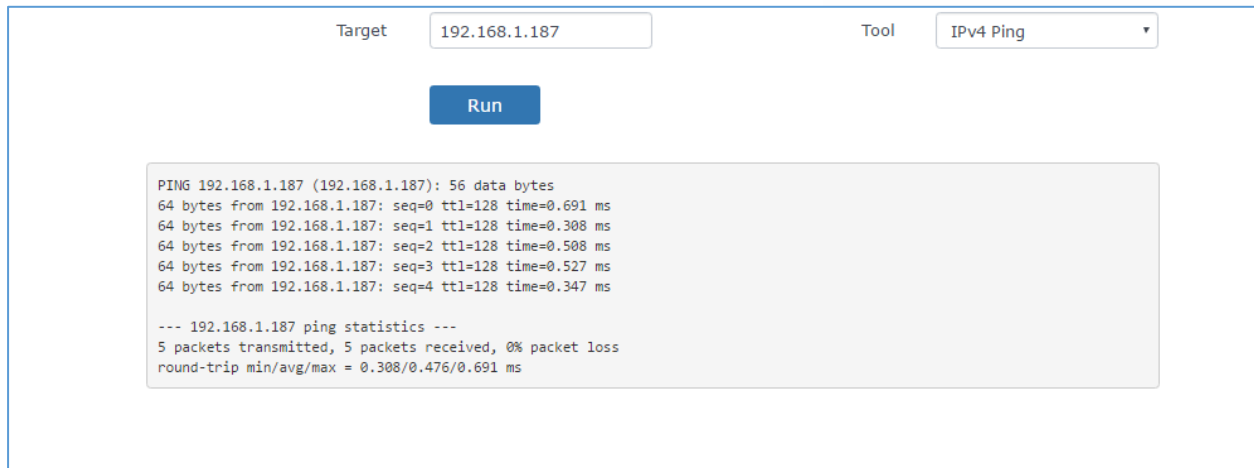 Target 192.168.1.187 Tool IPv4 Ping
Run
PING 192.168.1.187 (192.168.1.187): 56 data bytes
64 bytes from 192.168.1.187: seq=0 ttl=128 time=0.691 ms
64 bytes from 192.168.1.187: seq=1 ttl=128 time=0.308 ms
64 bytes from 192.168.1.187: seq=2 ttl=128 time=0.508 ms
64 bytes from 192.168.1.187: seq=3 ttl=128 time=0.527 ms
64 bytes from 192.168.1.187: seq=4 ttl=128 time=0.347 ms
--- 192.168.1.187 ping statistics ---
5 packets transmitted, 5 packets received, 0% packet loss
round-trip min/avg/max = 0.308/0.476/0.691 ms